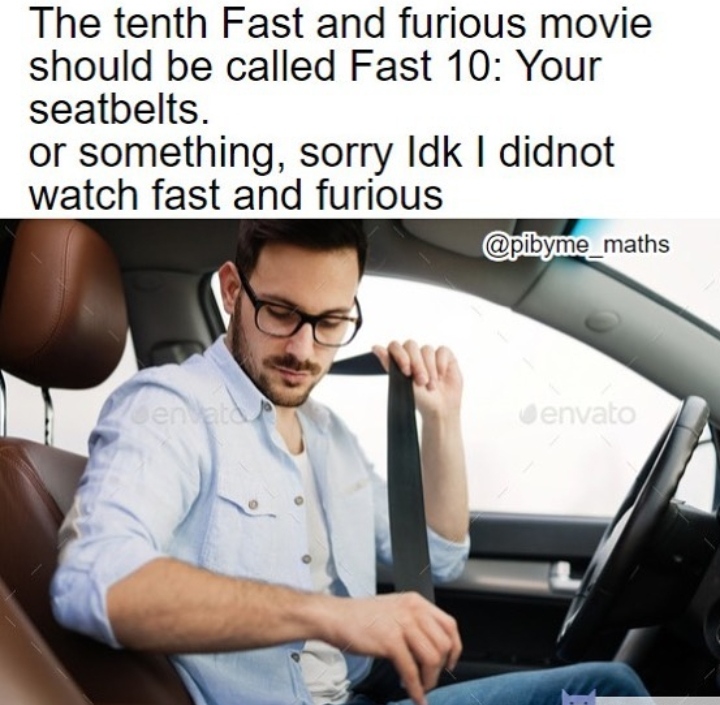 The tenth Fast and furious movie
should be called Fast 10: Your
seatbelts.
or something, sorry Idk I didnot
watch fast and furious
@pibyme_maths
envato
envato